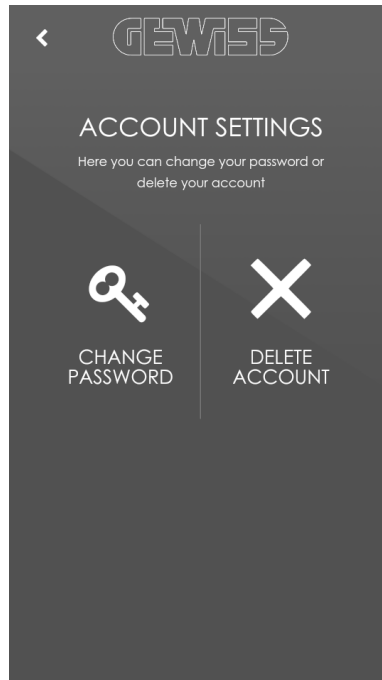 GEWISS
ACCOUNT SETTINGS
Here you can change your password or
delete your account
CHANGE
PASSWORD
DELETE
ACCOUNT